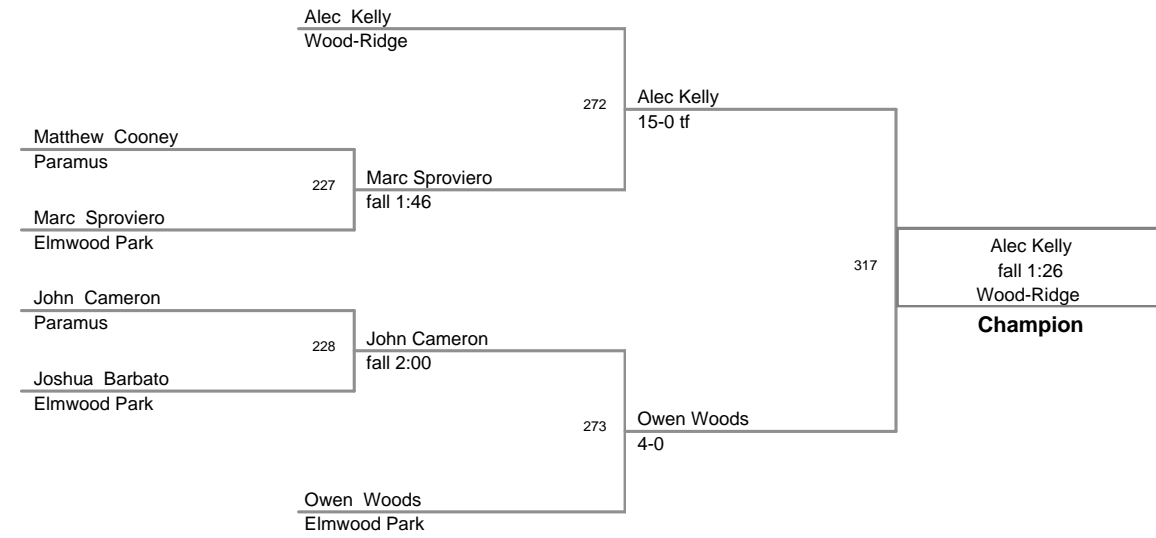 Alec Kelly
Wood-Ridge
272
Alec Kelly
15-0 tf
Matthew Cooney
Paramus
227
Marc Sproviero
fall 1:46
Marc Sproviero
Elmwood Park
317
Alec Kelly
fall 1:26
Wood-Ridge
Champion
John Cameron
Paramus
228
John Cameron
fall 2:00
Joshua Barbato
Elmwood Park
273
Owen Woods
4-0
Owen Woods
Elmwood Park